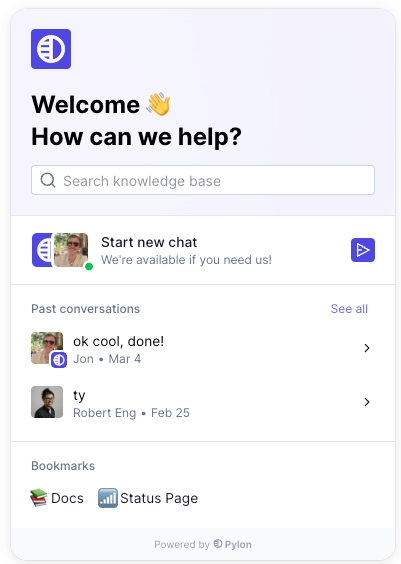 Welcome 👋
How can we help?
Search knowledge base
Start new chat
We're available if you need us!
Past conversations See all
ok cool, done!
Jon • Mar 4
ty
Robert Eng • Feb 25
Bookmarks
📚 Docs 📶 Status Page
Powered by Pylon